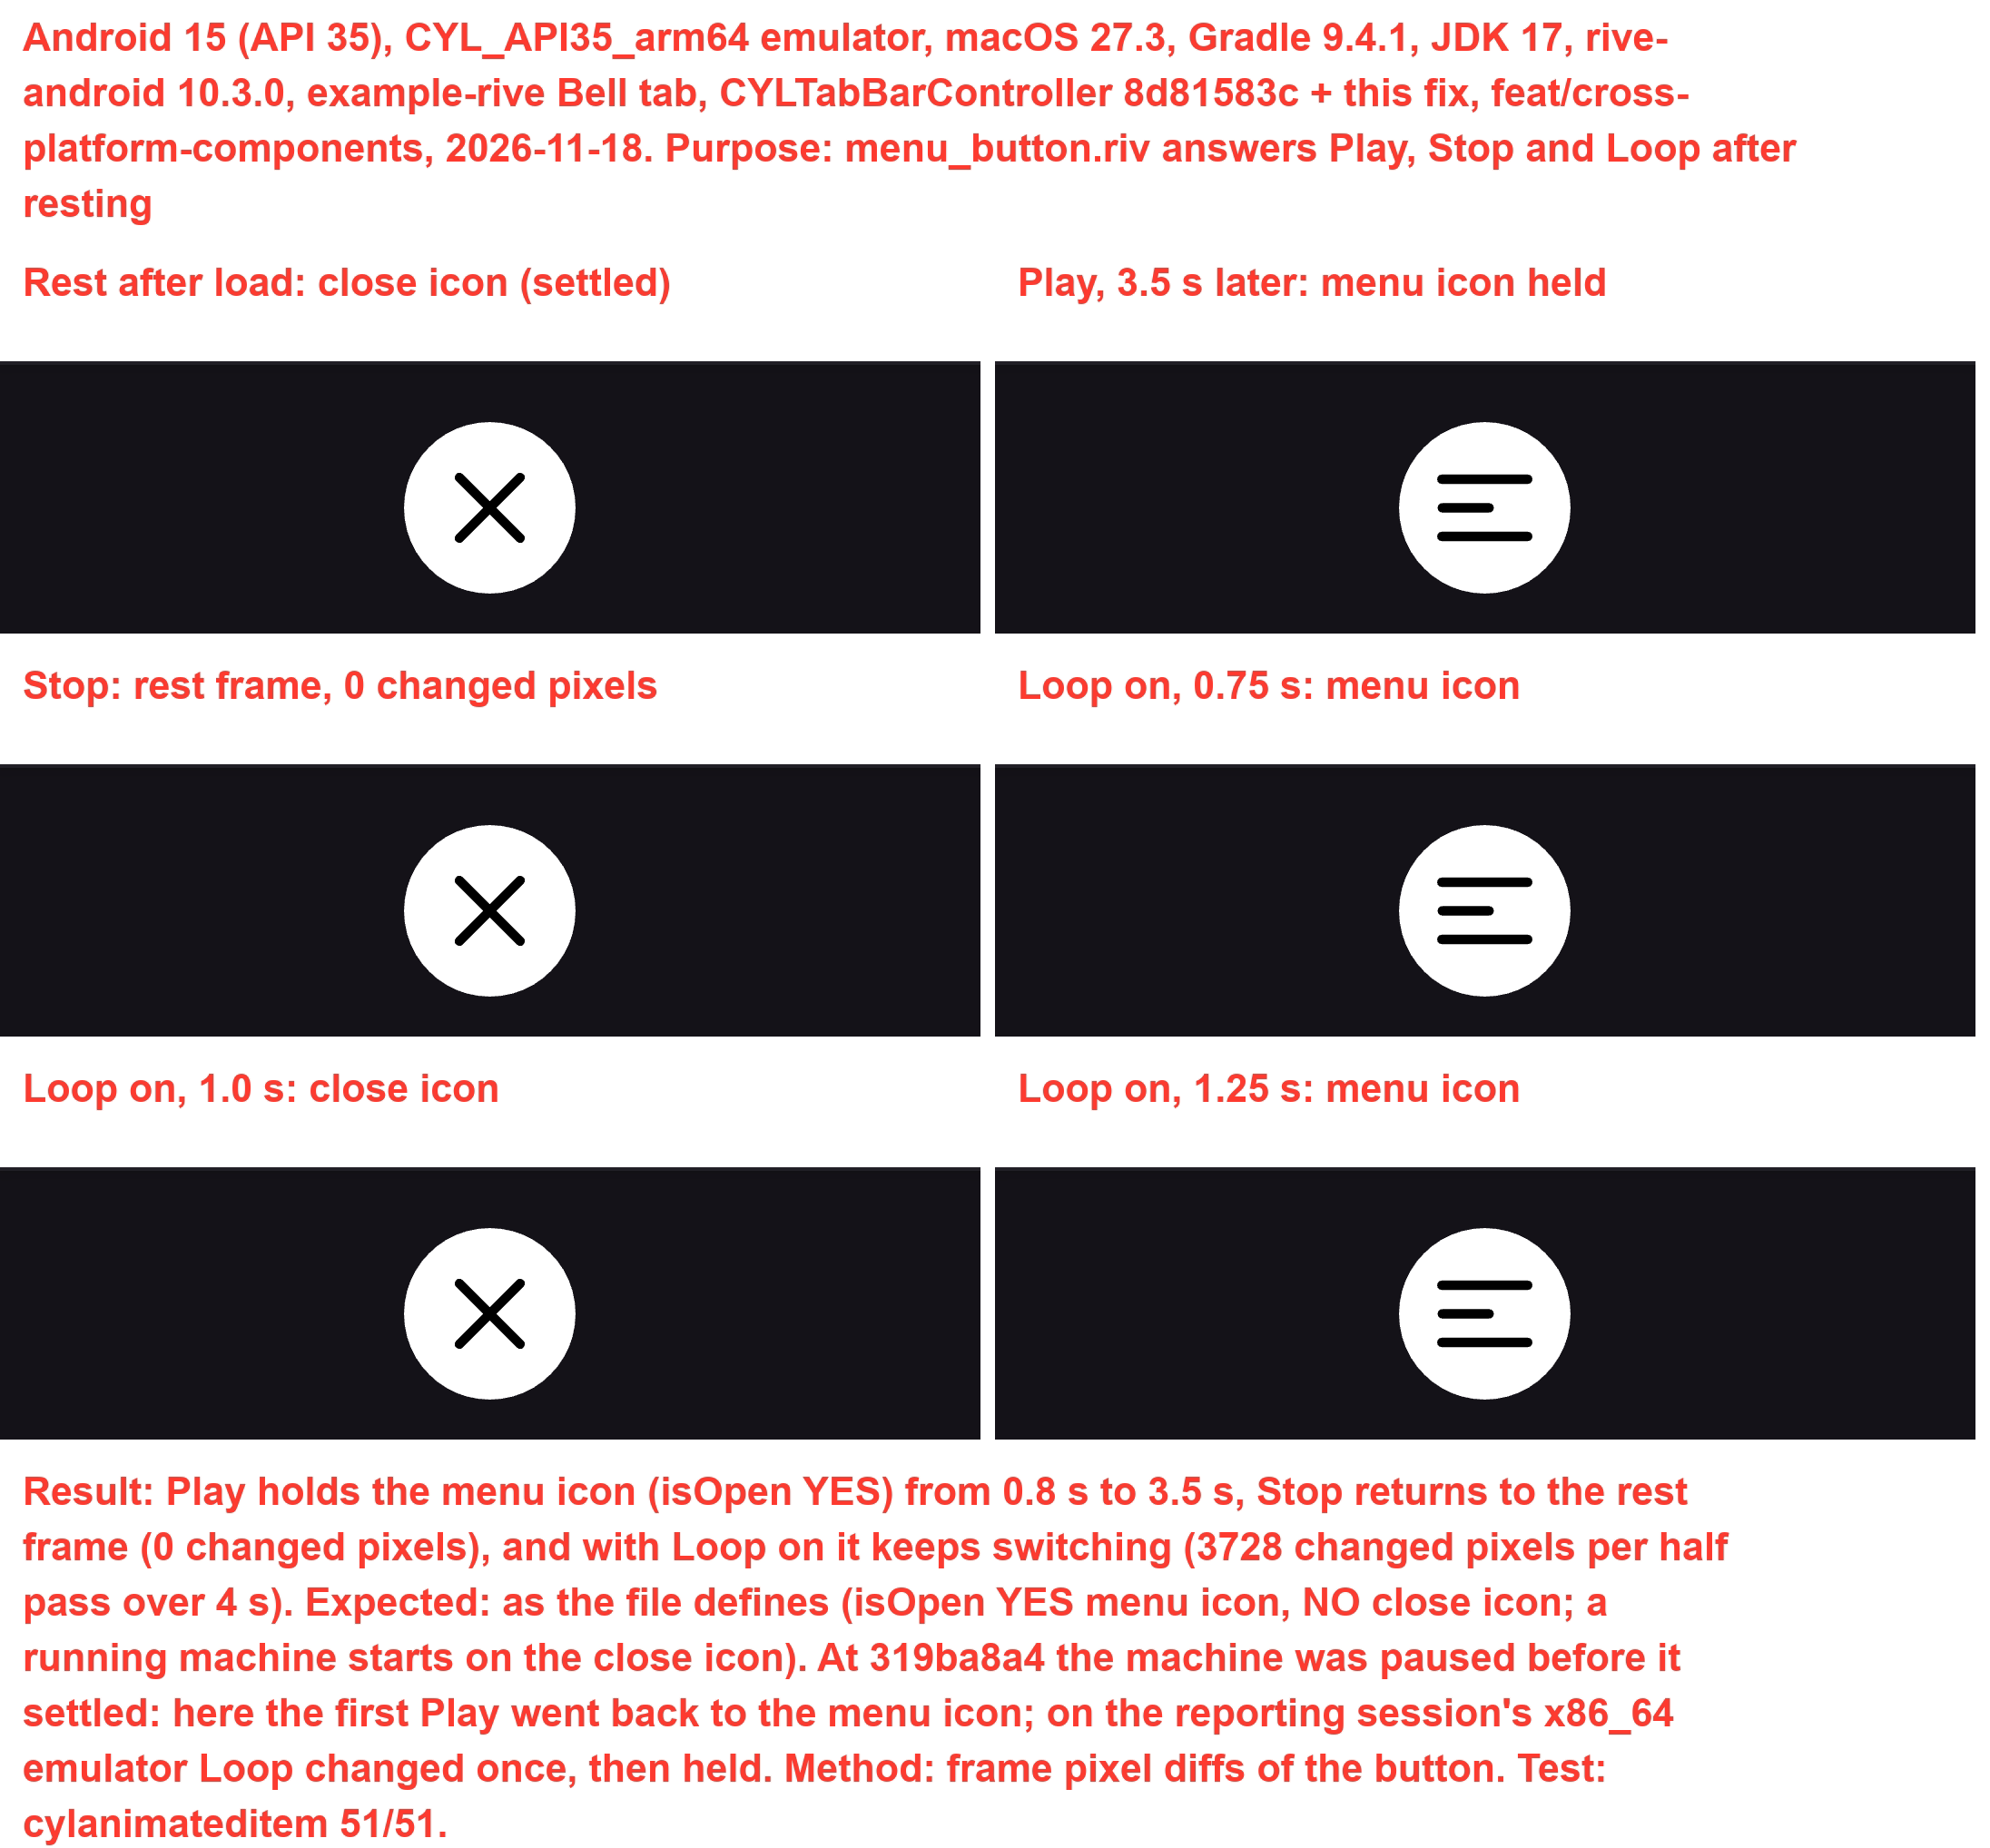 Android 15 (API 35), CYL_API35_arm64 emulator, macOS 27.3, Gradle 9.4.1, JDK 17, rive-
android 10.3.0, example-rive Bell tab, CYLTabBarController 8d81583c + this fix, feat/cross-
platform-components, 2026-11-18. Purpose: menu_button.riv answers Play, Stop and Loop after
resting
Rest after load: close icon (settled)
Play, 3.5 s later: menu icon held
Stop: rest frame, 0 changed pixels
Loop on, 0.75 s: menu icon
Loop on, 1.0 s: close icon
Loop on, 1.25 s: menu icon
Result: Play holds the menu icon (isOpen YES) from 0.8 s to 3.5 s, Stop returns to the rest
frame (0 changed pixels), and with Loop on it keeps switching (3728 changed pixels per half
pass over 4 s). Expected: as the file defines (isOpen YES menu icon, NO close icon; a
running machine starts on the close icon). At 319ba8a4 the machine was paused before it
settled: here the first Play went back to the menu icon; on the reporting session's x86_64
emulator Loop changed once, then held. Method: frame pixel diffs of the button. Test:
cylanimateditem 51/51.